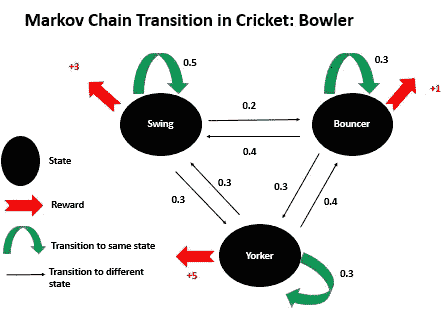 Markov Chain Transition in Cricket: Bowler
+3
0.5
0.3
+1
Swing
0.2
Bouncer
0.4
State
0.3
0.3
0.3
0.4
Reward
Transition to same state
Yorker
0.3
+5
Transition to different
state